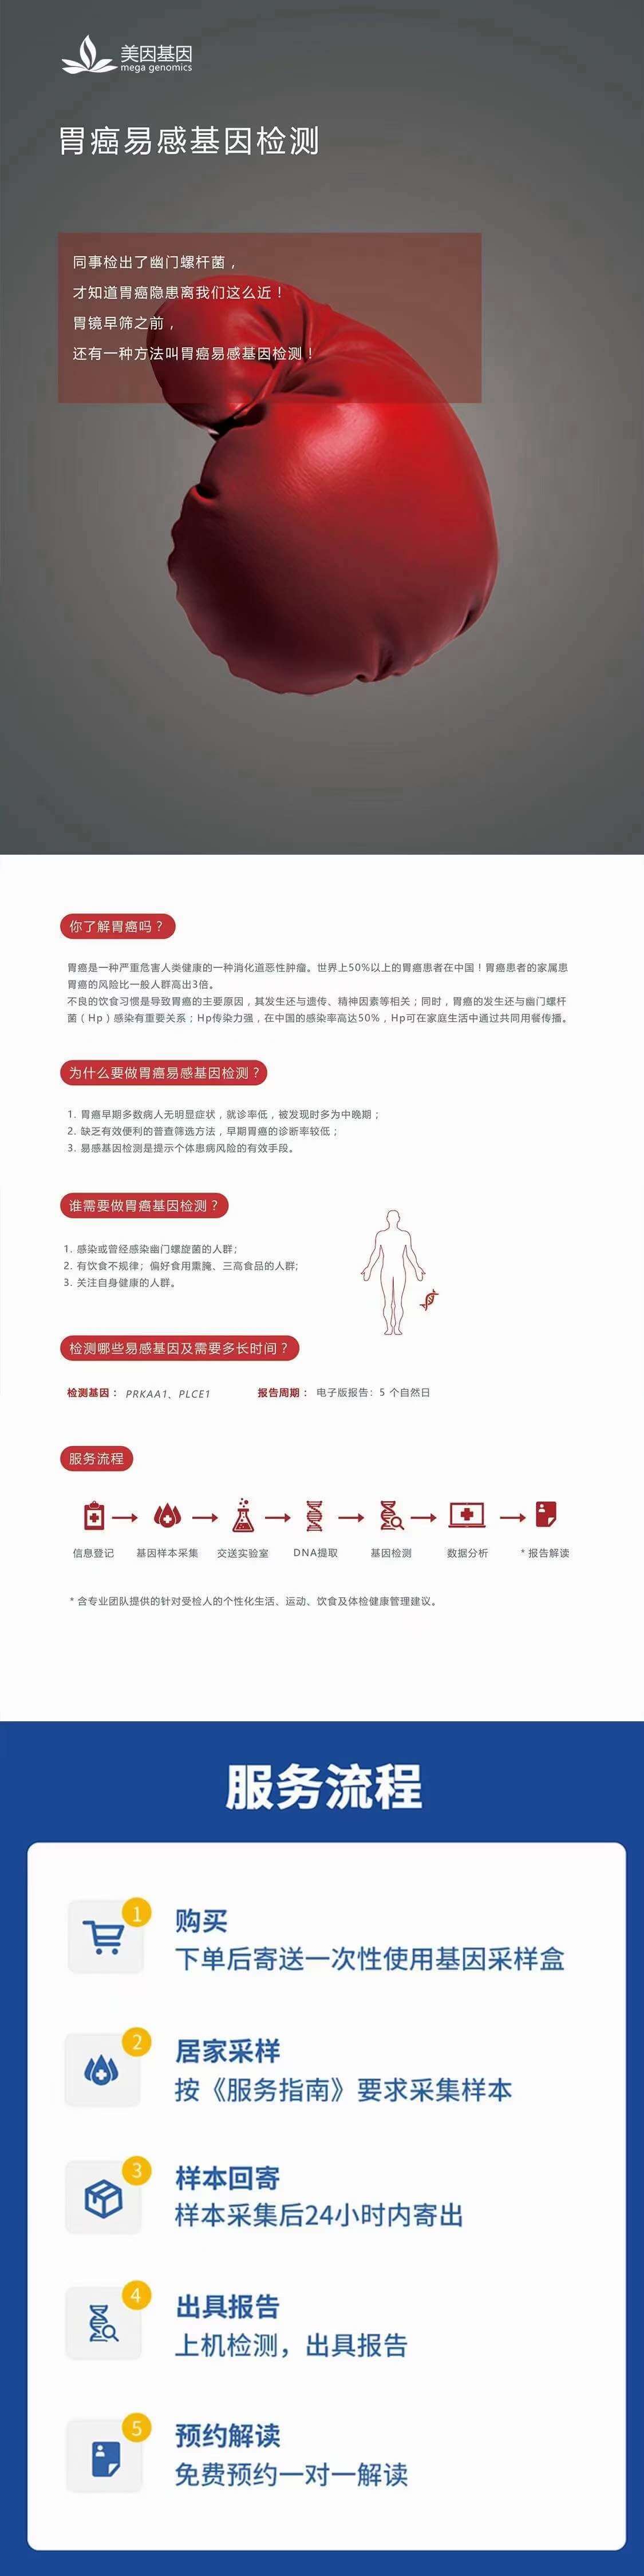 美因基因
mega genomics
胃癌易感基因检测
同事检出了幽门螺杆菌，
才知道胃癌隐患离我们这么近！
胃镜早筛之前，
还有一种方法叫胃癌易感基因检测！
你了解胃癌吗？
胃癌是一种严重危害人类健康的一种消化道恶性肿瘤。世界上50%以上的胃癌患者在中国！胃癌患者的家属患
胃癌的风险比一般人群高出3倍。
不良的饮食习惯是导致胃癌的主要原因，其发生还与遗传、精神因素等相关；同时，胃癌的发生还与幽门螺杆
菌（Hp）感染有重要关系；Hp传染力强，在中国的感染率高达50%，Hp可在家庭生活中通过共同用餐传播。
为什么要做胃癌易感基因检测？
1. 胃癌早期多数病人无明显症状，就诊率低，被发现时多为中晚期；
2. 缺乏有效便利的普查筛选方法，早期胃癌的诊断率较低；
3. 易感基因检测是提示个体患病风险的有效手段。
谁需要做胃癌基因检测？
1. 感染或曾经感染幽门螺旋菌的人群；
2. 有饮食不规律；偏好食用熏腌、三高食品的人群；
3. 关注自身健康的人群。
检测哪些易感基因及需要多长时间？
检测基因： PRKAA1、PLCE1 报告周期： 电子版报告：5 个自然日
服务流程
信息登记 基因样本采集 交送实验室 DNA提取 基因检测 数据分析 * 报告解读
* 含专业团队提供的针对受检人的个性化生活、运动、饮食及体检健康管理建议。
服务流程
1
购买
下单后寄送一次性使用基因采样盒
2
居家采样
按《服务指南》要求采集样本
3
样本回寄
样本采集后24小时内寄出
4
出具报告
上机检测，出具报告
5
预约解读
免费预约一对一解读